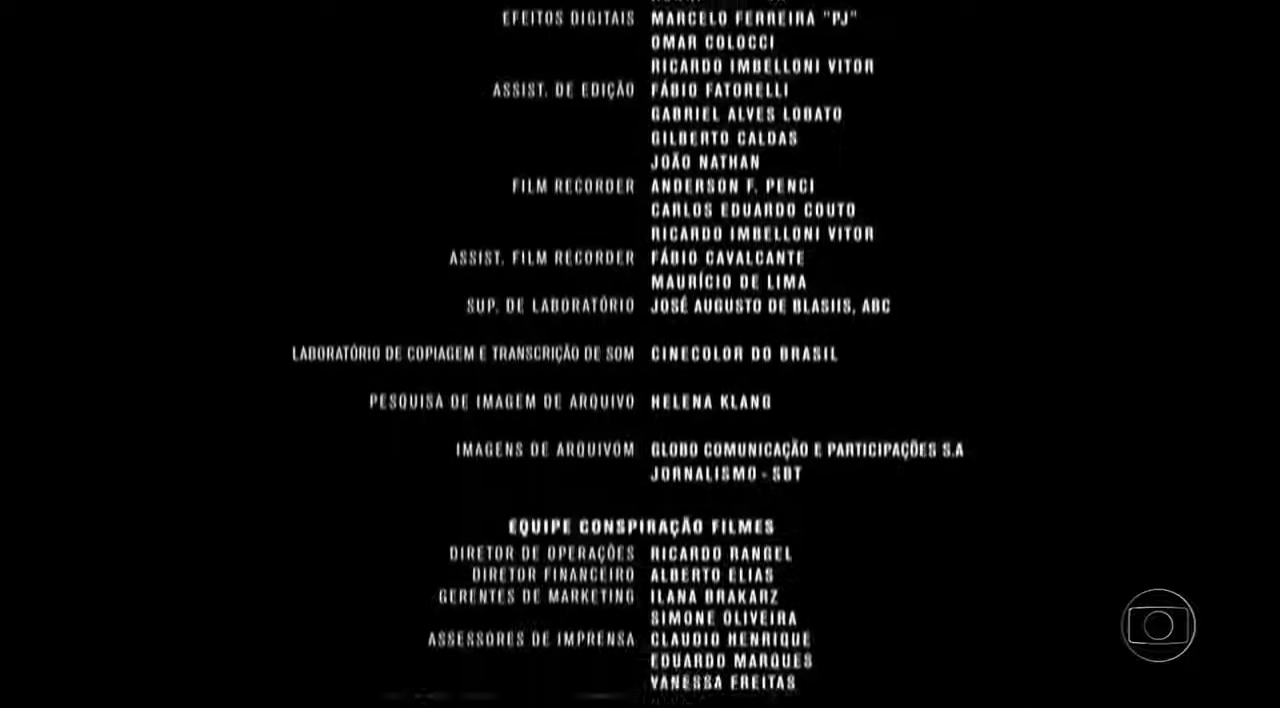 EFEITOS DIGITAIS MARCELO FERREIRA "PJ"
OMAR COLOCCI
RICARDO IMBELLONI VITOR
ASSIST. DE EDIÇÃO FÁBIO FATORELLI
GABRIEL ALVES LOBATO
GILBERTO CALDAS
JOÃO NATHAN
FILM RECORDER ANDERSON F. PENCI
CARLOS EDUARDO COUTO
RICARDO IMBELLONI VITOR
ASSIST. FILM RECORDER FÁBIO CAVALCANTE
MAURÍCIO DE LIMA
SUP. DE LABORATÓRIO JOSÉ AUGUSTO DE BLASIIS, ABC
LABORATÓRIO DE COPIAGEM E TRANSCRIÇÃO DE SOM CINECOLOR DO BRASIL
PESQUISA DE IMAGEM DE ARQUIVO HELENA KLANG
IMAGENS DE ARQUIVOM GLOBO COMUNICAÇÃO E PARTICIPAÇÕES S.A
JORNALISMO - SBT
EQUIPE CONSPIRAÇÃO FILMES
DIRETOR DE OPERAÇÕES RICARDO RANGEL
DIRETOR FINANCEIRO ALBERTO ELIAS
GERENTES DE MARKETING ILANA BRAKARZ
SIMONE OLIVEIRA
ASSESSORES DE IMPRENSA CLAUDIO HENRIQUE
EDUARDO MARQUES
VANESSA FREITAS